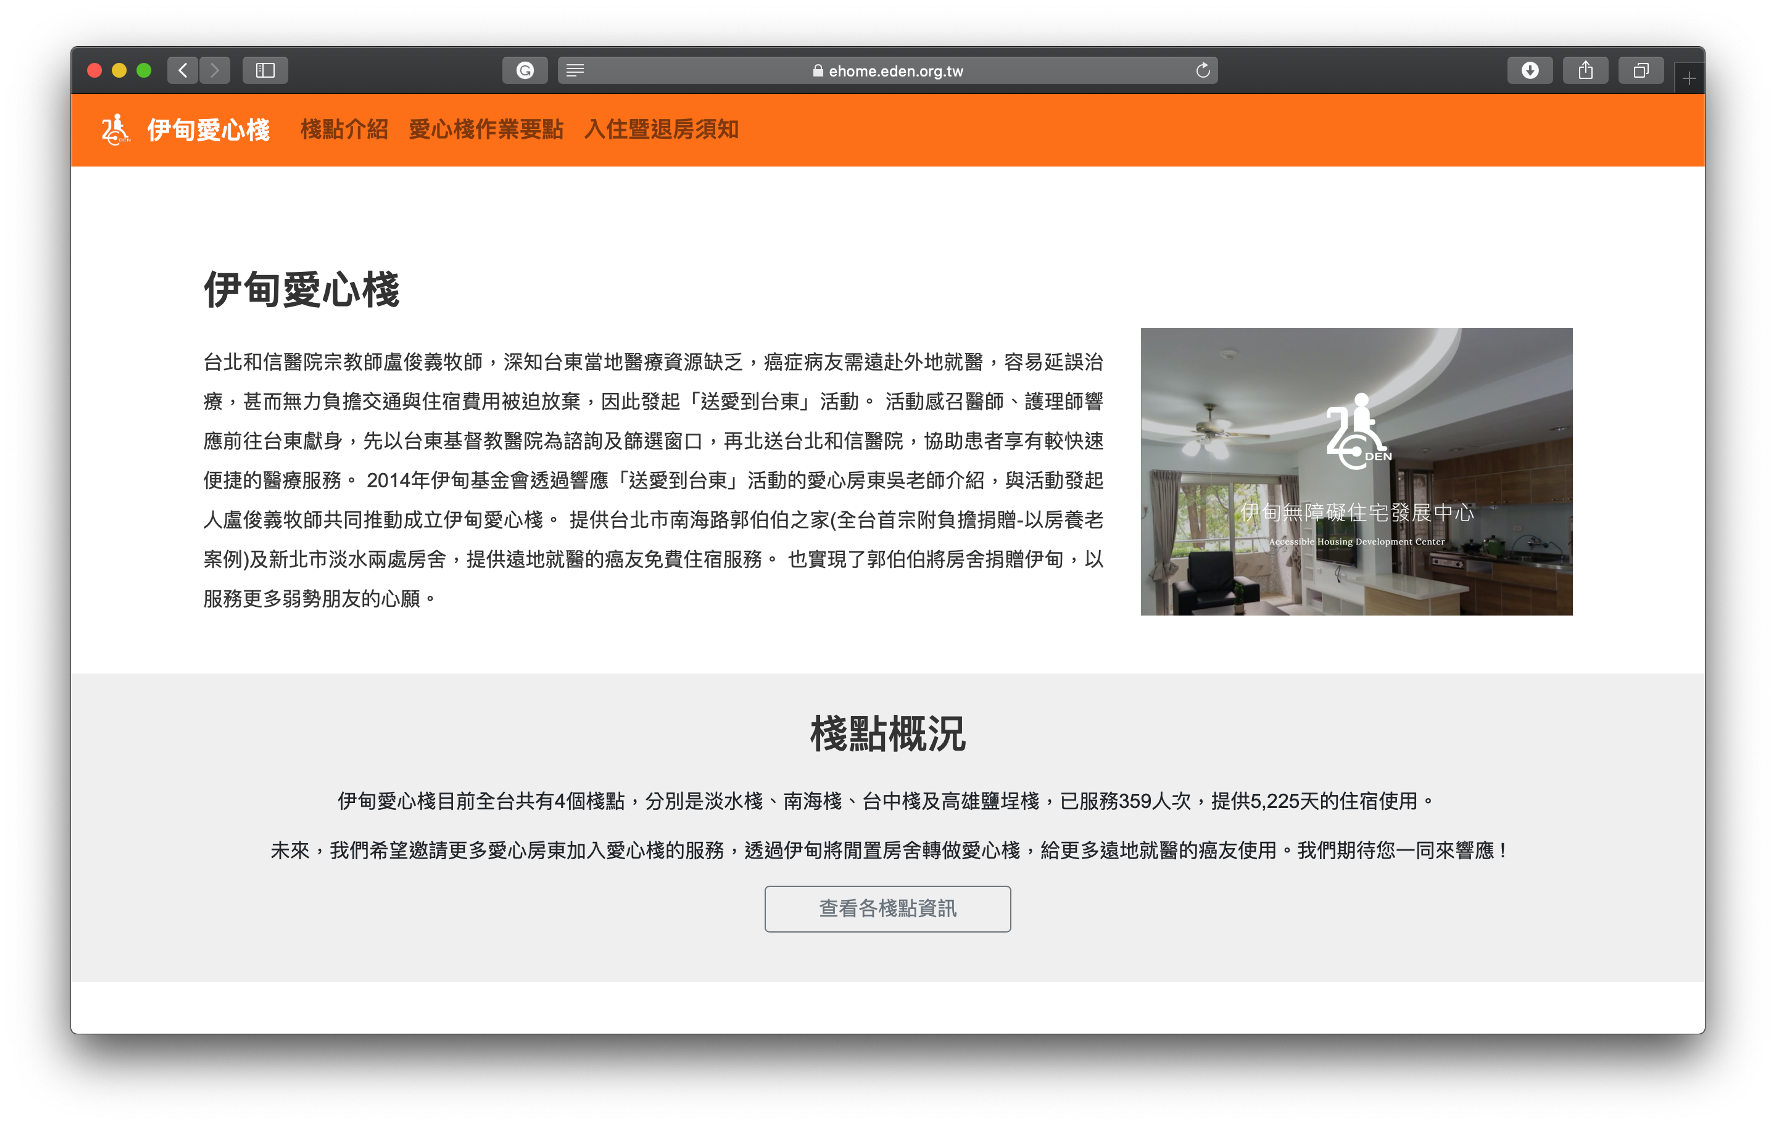 ehome.eden.org.tw
伊甸愛心棧 棧點介紹 愛心棧作業要點 入住暨退房須知
伊甸愛心棧
台北和信醫院宗教師盧俊義牧師，深知台東當地醫療資源缺乏，癌症病友需遠赴外地就醫，容易延誤治
療，甚而無力負擔交通與住宿費用被迫放棄，因此發起「送愛到台東」活動。 活動感召醫師、護理師響
應前往台東獻身，先以台東基督教醫院為諮詢及篩選窗口，再北送台北和信醫院，協助患者享有較快速
便捷的醫療服務。 2014年伊甸基金會透過響應「送愛到台東」活動的愛心房東吳老師介紹，與活動發起
人盧俊義牧師共同推動成立伊甸愛心棧。 提供台北市南海路郭伯伯之家(全台首宗附負擔捐贈-以房養老
案例)及新北市淡水兩處房舍，提供遠地就醫的癌友免費住宿服務。 也實現了郭伯伯將房舍捐贈伊甸，以
服務更多弱勢朋友的心願。
DEN
伊甸無障礙住宅發展中心
Accessible Housing Development Center
棧點概況
伊甸愛心棧目前全台共有4個棧點，分別是淡水棧、南海棧、台中棧及高雄鹽埕棧，已服務359人次，提供5,225天的住宿使用。
未來，我們希望邀請更多愛心房東加入愛心棧的服務，透過伊甸將閒置房舍轉做愛心棧，給更多遠地就醫的癌友使用。我們期待您一同來響應！
查看各棧點資訊